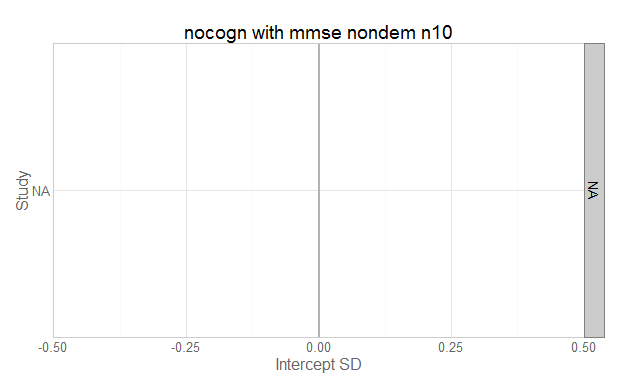 nocogn with mmse nondem n10
Study
NA
NA
-0.50
-0.25
0.00
0.25
0.50
Intercept SD